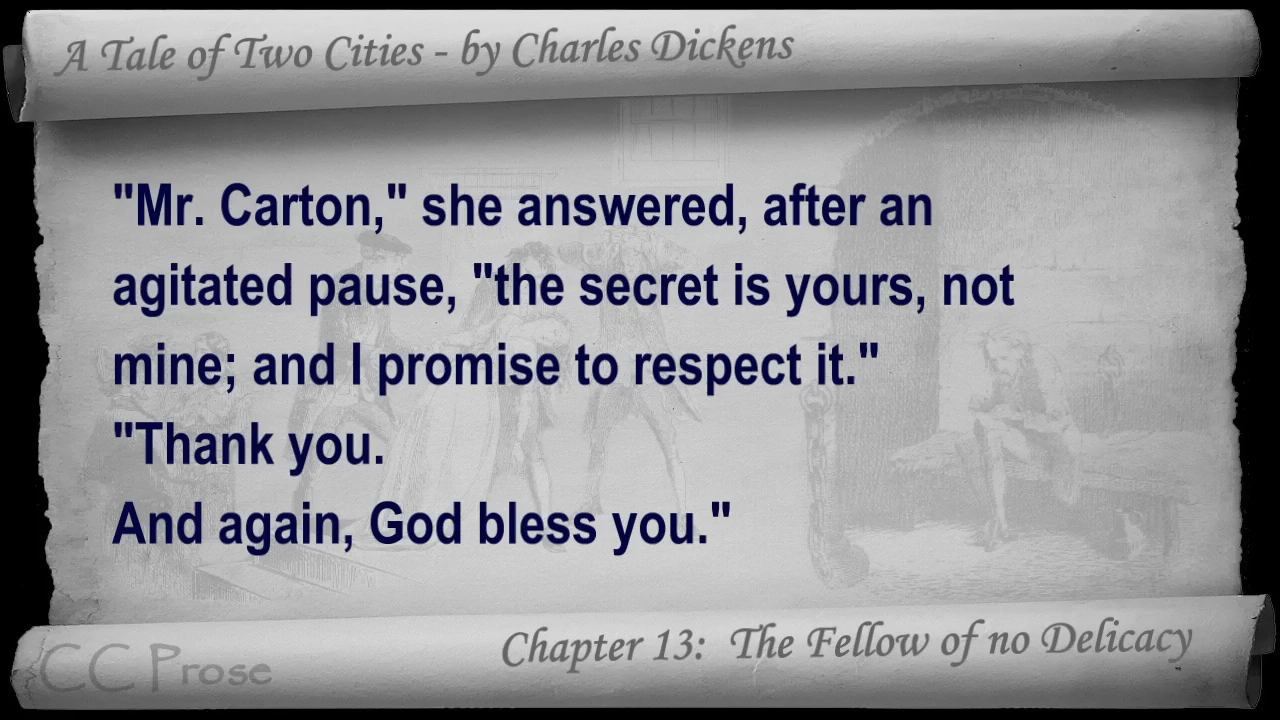 A Tale of Two Cities - by Charles Dickens
"Mr. Carton," she answered, after an
agitated pause, "the secret is yours, not
mine; and I promise to respect it."
"Thank you.
And again, God bless you."
Chapter 13: The Fellow of no Delicacy
CC Prose